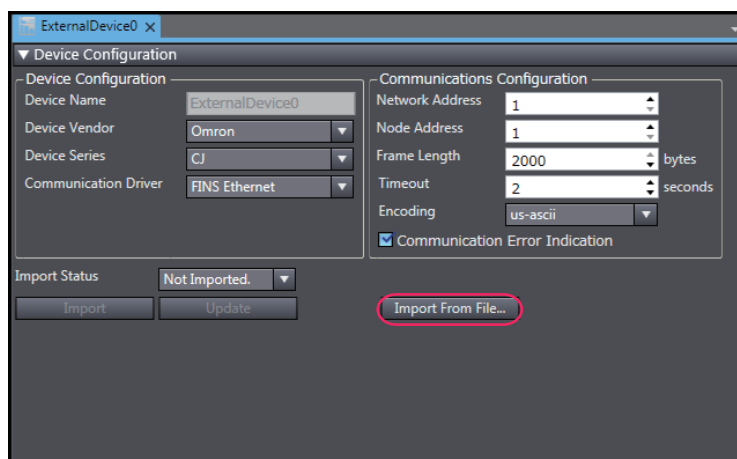 ExternalDevice0 ×
Device Configuration
Device Configuration
Device Name ExternalDevice0
Device Vendor Omron
Device Series CJ
Communication Driver FINS Ethernet
Communications Configuration
Network Address 1
Node Address 1
Frame Length 2000 bytes
Timeout 2 seconds
Encoding us-ascii
Communication Error Indication
Import Status Not Imported.
Import Update Import From File...